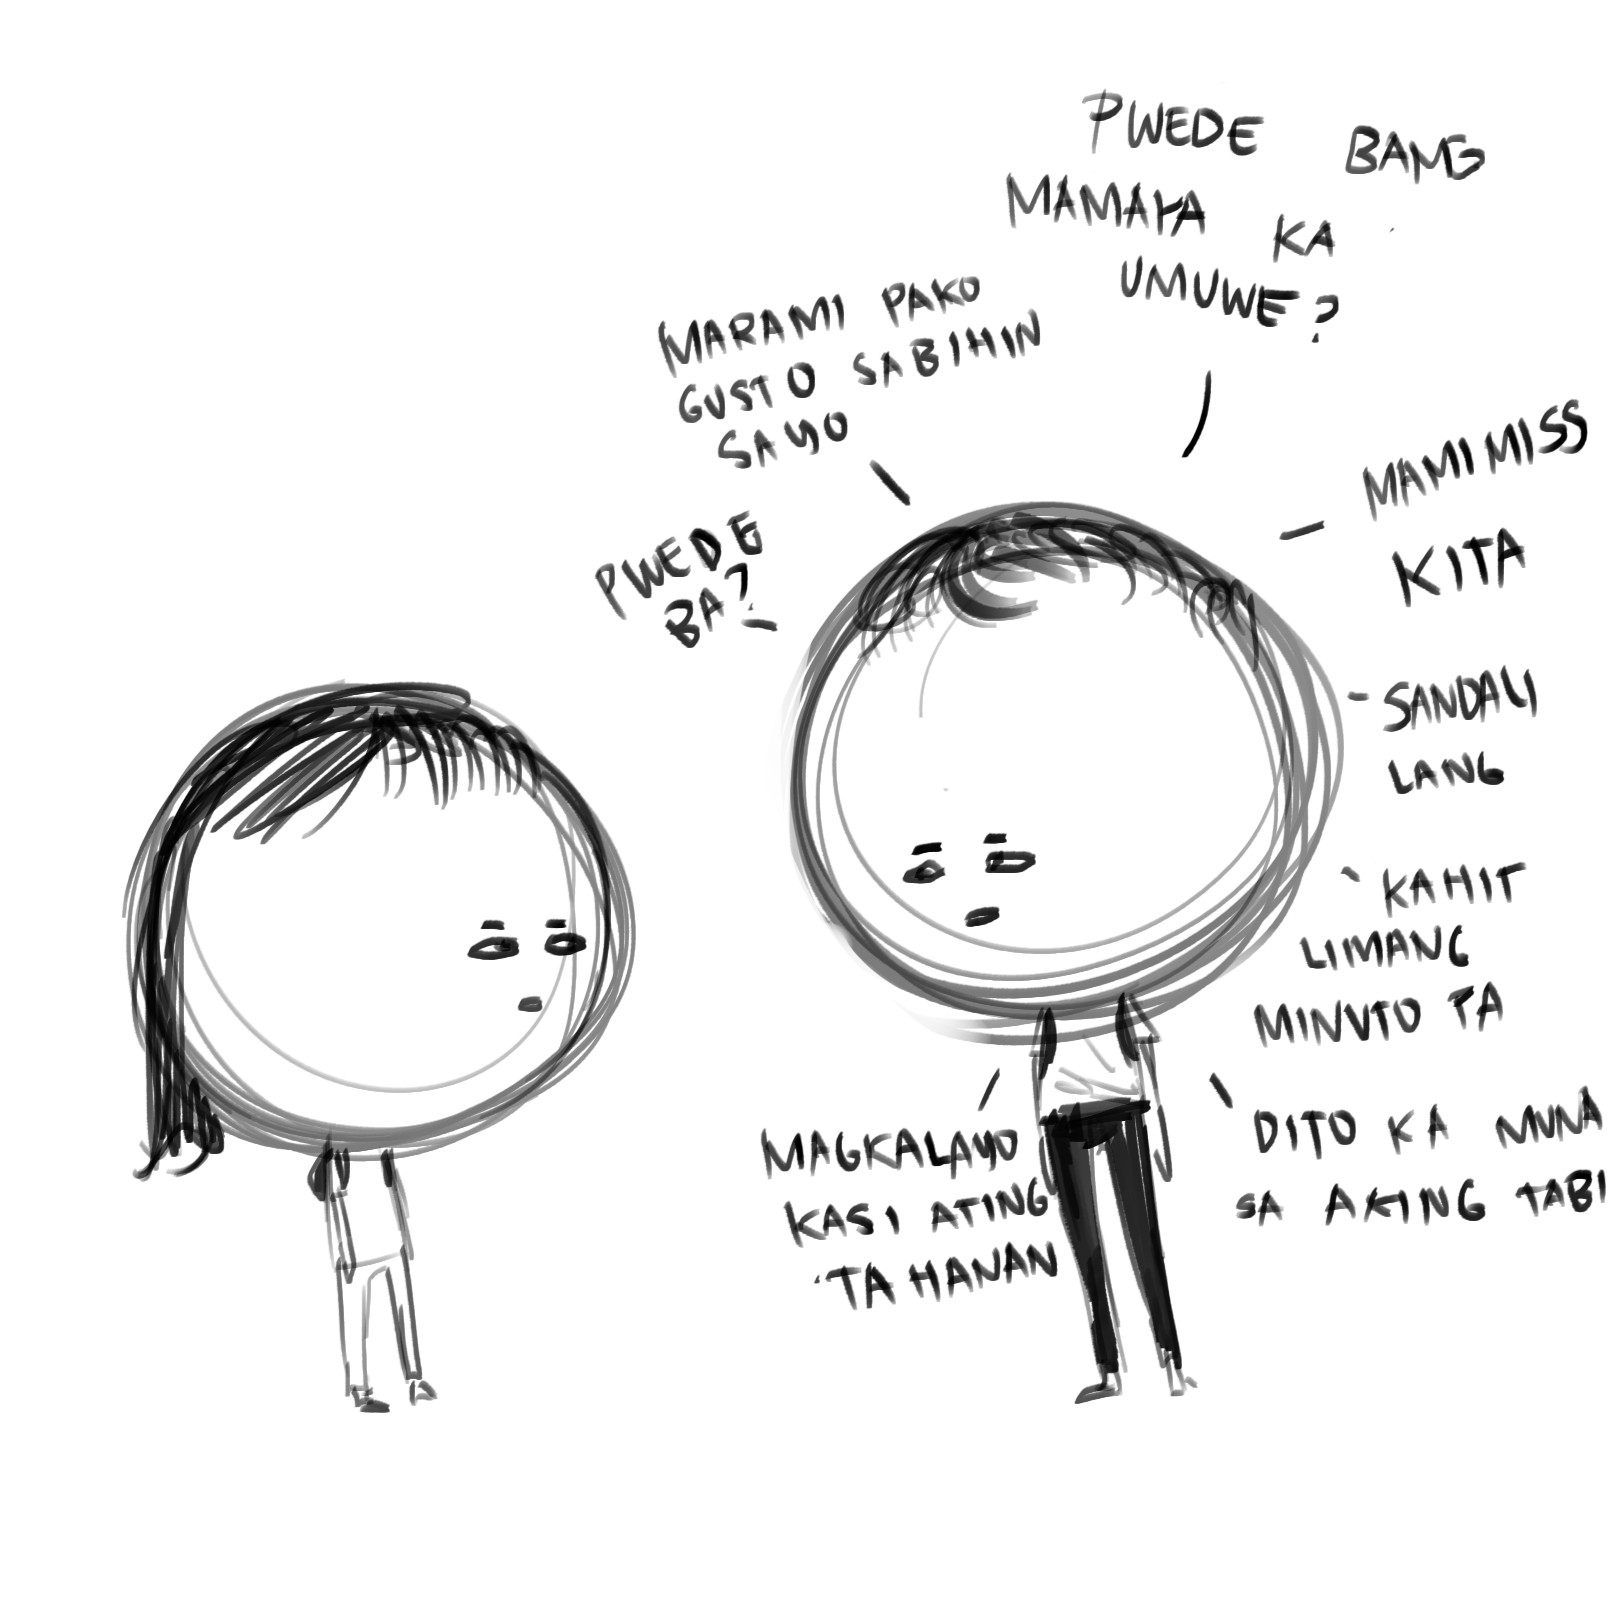 PWEDE BANG
MAMAYA KA
UMUWE?
MARAMI PAKO
GUSTO SABIHIN
SAYO
MAMIMISS
KITA
PWEDE
BA?
SANDALI
LANG
KAHIT
LIMANG
MINUTO PA
MAGKALAYO
KASI ATING
TAHANAN
DITO KA MUNA
SA AKING TABI